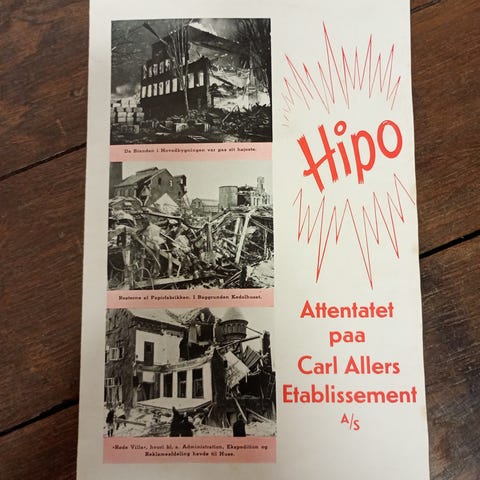 Da Branden i Hovedbygningen var paa sit højeste.
Resterne af Papirfabrikken. I Baggrunden Kedelhuset.
»Røde Villa«, hvori bl. a. Administration, Ekspedition og
Reklameafdeling havde til Huse.
Hipo
Attentatet
paa
Carl Allers
Etablissement
A/S